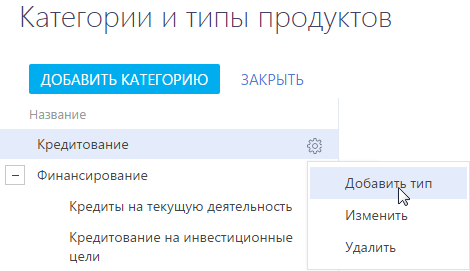 Категории и типы продуктов
ДОБАВИТЬ КАТЕГОРИЮ ЗАКРЫТЬ
Название
Кредитование
Финансирование
Кредиты на текущую деятельность
Кредитование на инвестиционные
цели
Добавить тип
Изменить
Удалить